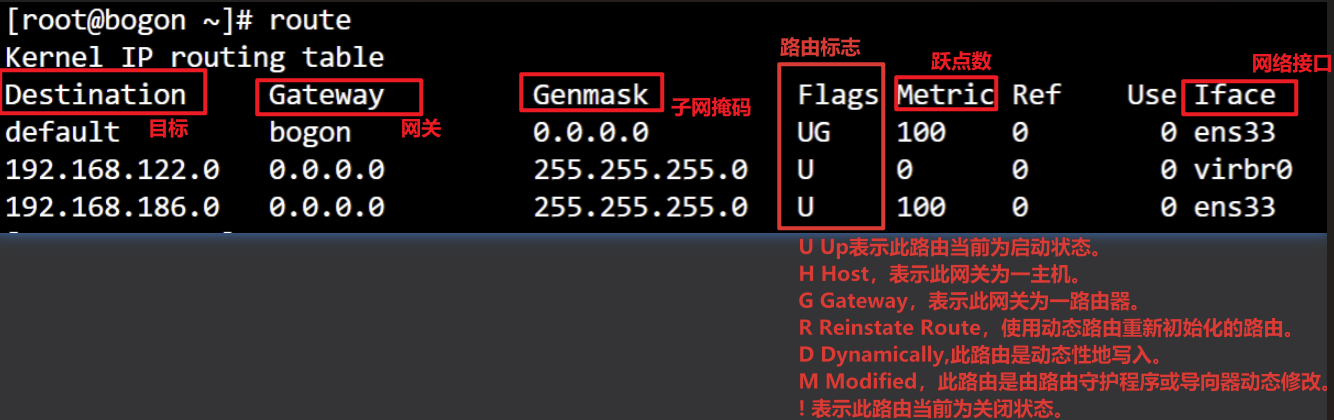 [root@bogon ~]# route
Kernel IP routing table
路由标志
跃点数
网络接口
Destination Gateway Genmask Flags Metric Ref Use Iface
目标
网关
子网掩码
default bogon 0.0.0.0 UG 100 0 0 ens33
192.168.122.0 0.0.0.0 255.255.255.0 U 0 0 0 virbr0
192.168.186.0 0.0.0.0 255.255.255.0 U 100 0 0 ens33
U Up表示此路由当前为启动状态。
H Host，表示此网关为一主机。
G Gateway，表示此网关为一路由器。
R Reinstate Route，使用动态路由重新初始化的路由。
D Dynamically,此路由是动态性地写入。
M Modified，此路由是由路由守护程序或导向器动态修改。
! 表示此路由当前为关闭状态。